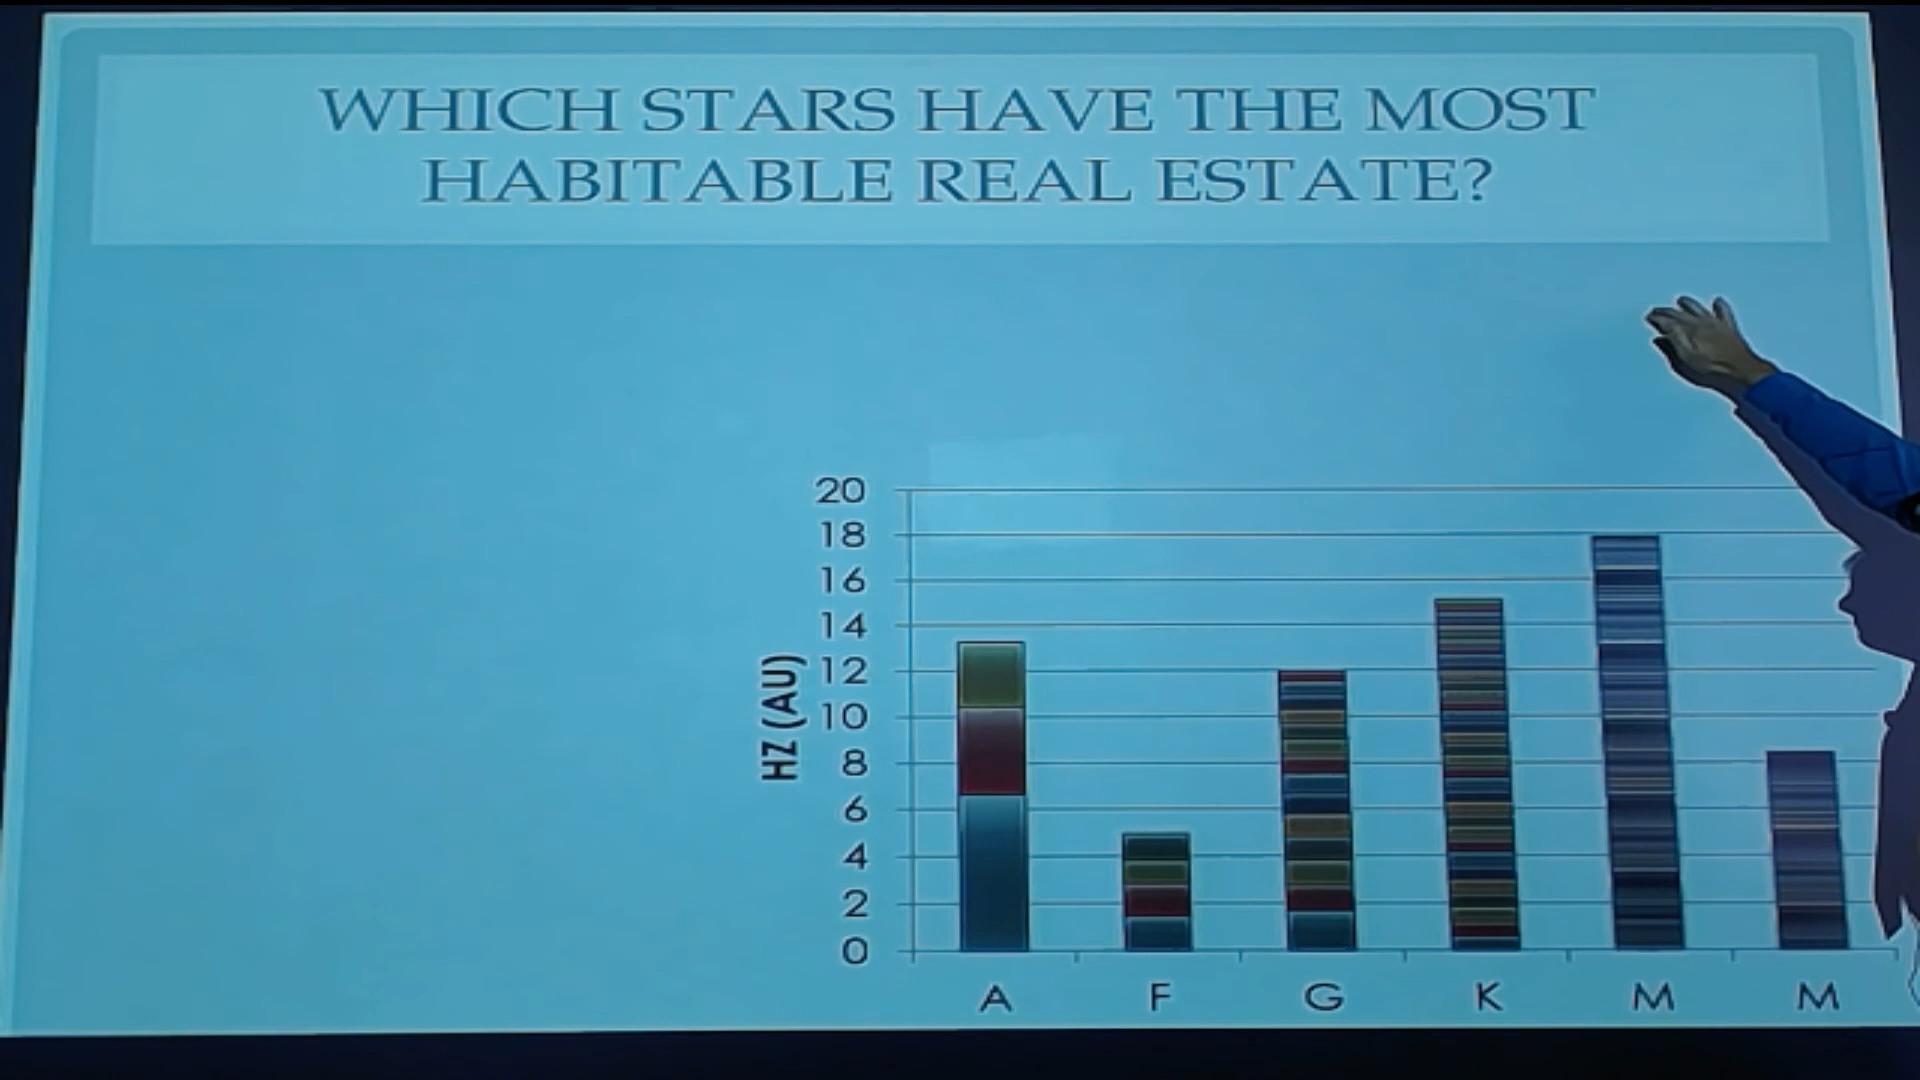 WHICH STARS HAVE THE MOST
HABITABLE REAL ESTATE?
HZ (AU)
20
18
16
14
12
10
8
6
4
2
0
A F G K M M